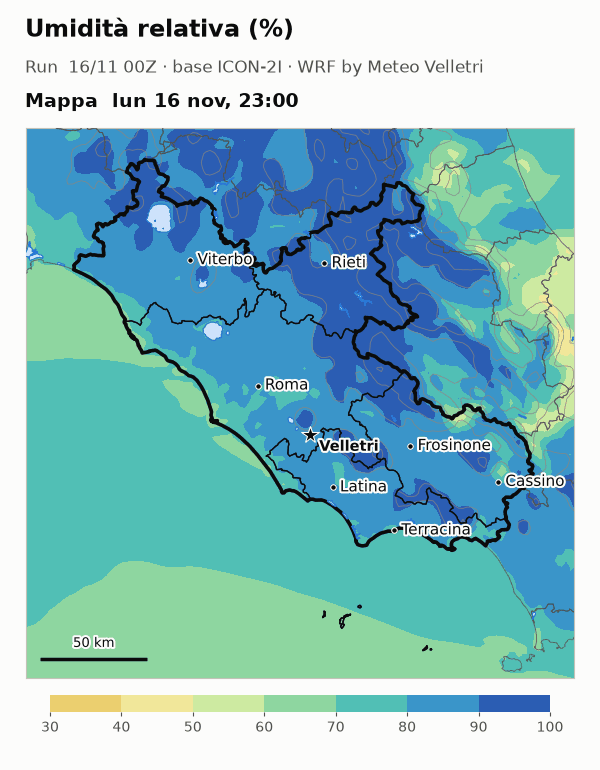 Umidità relativa (%)
Run  16/11 00Z · base ICON-2I · WRF by Meteo Velletri
Mappa  lun 16 nov, 23:00
Viterbo
Rieti
Roma
Velletri
Frosinone
Cassino
Latina
Terracina
50 km
30 40 50 60 70 80 90 100